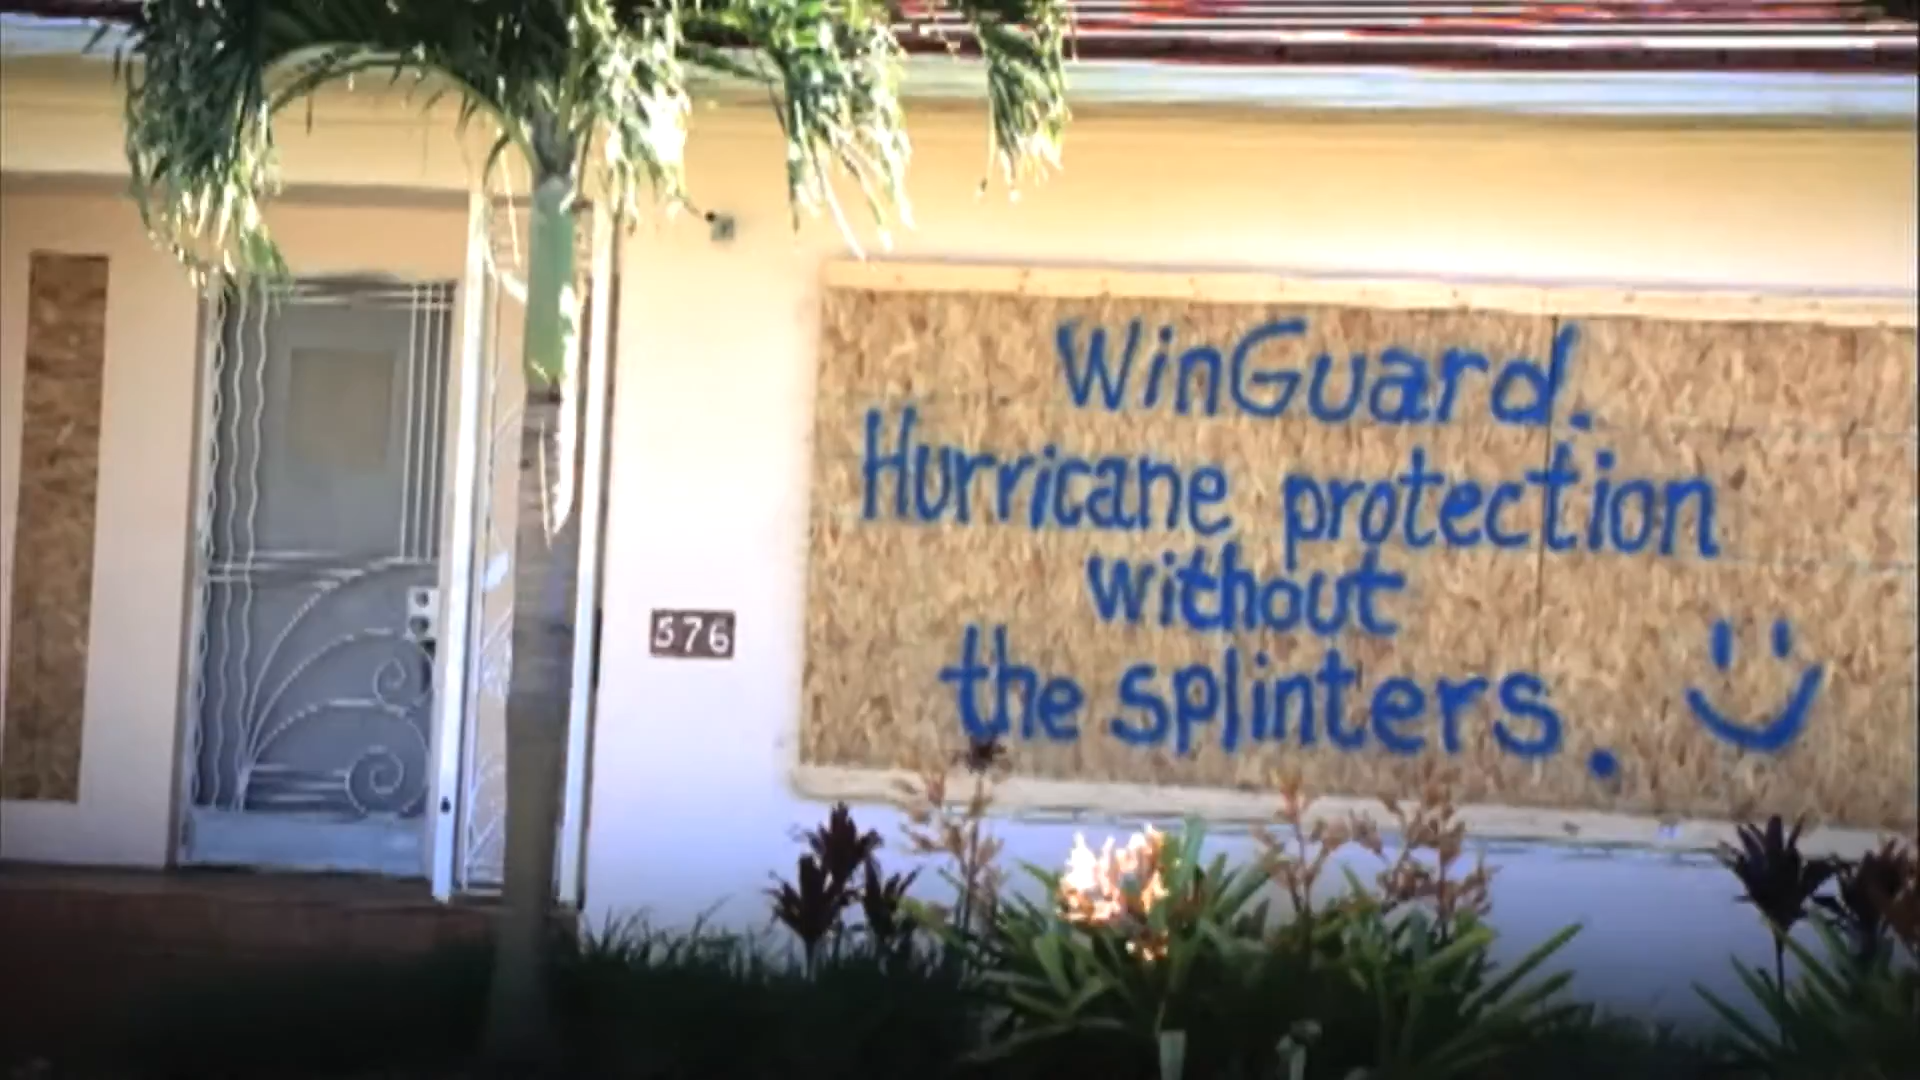 WinGuard.
Hurricane protection
without
the splinters.
576